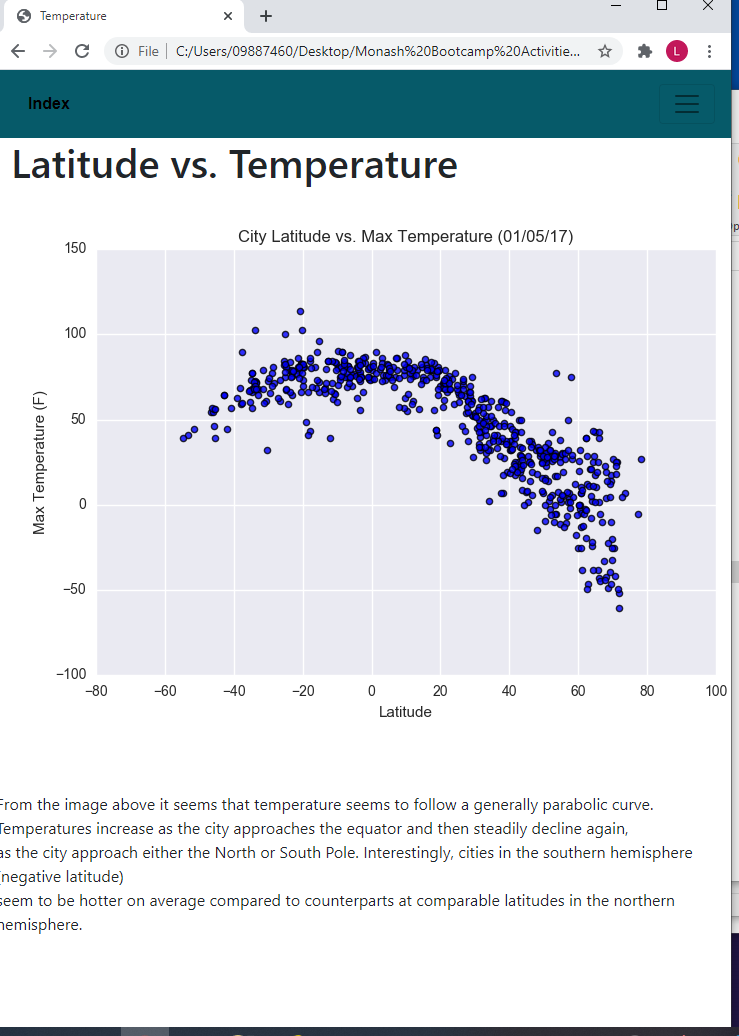 Temperature
File
C:/Users/09887460/Desktop/Monash%20Bootcamp%20Activitie...
L
Index
Latitude vs. Temperature
City Latitude vs. Max Temperature (01/05/17)
150
100
50
0
−50
−100
Max Temperature (F)
−80 −60 −40 −20 0 20 40 60 80 100
Latitude
From the image above it seems that temperature seems to follow a generally parabolic curve.
Temperatures increase as the city approaches the equator and then steadily decline again,
as the city approach either the North or South Pole. Interestingly, cities in the southern hemisphere
(negative latitude)
seem to be hotter on average compared to counterparts at comparable latitudes in the northern
hemisphere.